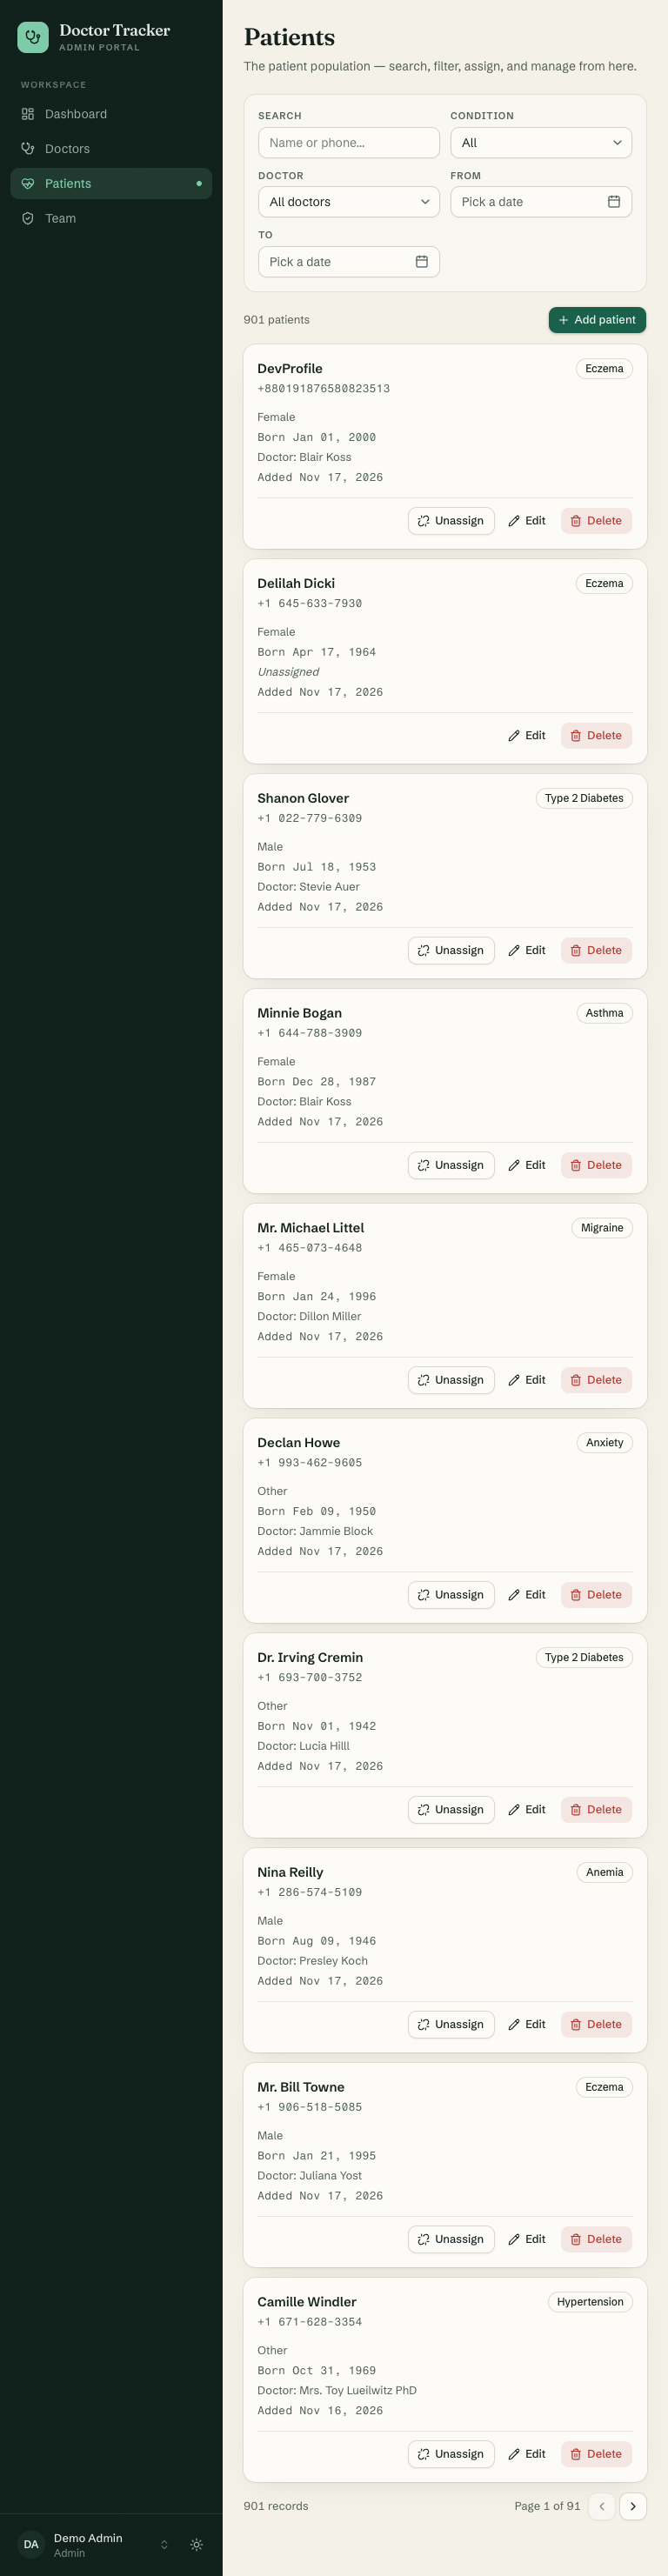 Doctor Tracker
ADMIN PORTAL
WORKSPACE
Dashboard
Doctors
Patients
Team
Patients
The patient population — search, filter, assign, and manage from here.
SEARCH
Name or phone...
CONDITION
All
DOCTOR
All doctors
FROM
Pick a date
TO
Pick a date
901 patients
Add patient
DevProfile
Eczema
+880191876580823513
Female
Born Jan 01, 2000
Doctor: Blair Koss
Added Nov 17, 2026
Unassign Edit Delete
Delilah Dicki
Eczema
+1 645-633-7930
Female
Born Apr 17, 1964
Unassigned
Added Nov 17, 2026
Edit Delete
Shanon Glover
Type 2 Diabetes
+1 022-779-6309
Male
Born Jul 18, 1953
Doctor: Stevie Auer
Added Nov 17, 2026
Unassign Edit Delete
Minnie Bogan
Asthma
+1 644-788-3909
Female
Born Dec 28, 1987
Doctor: Blair Koss
Added Nov 17, 2026
Unassign Edit Delete
Mr. Michael Littel
Migraine
+1 465-073-4648
Female
Born Jan 24, 1996
Doctor: Dillon Miller
Added Nov 17, 2026
Unassign Edit Delete
Declan Howe
Anxiety
+1 993-462-9605
Other
Born Feb 09, 1950
Doctor: Jammie Block
Added Nov 17, 2026
Unassign Edit Delete
Dr. Irving Cremin
Type 2 Diabetes
+1 693-700-3752
Other
Born Nov 01, 1942
Doctor: Lucia Hilll
Added Nov 17, 2026
Unassign Edit Delete
Nina Reilly
Anemia
+1 286-574-5109
Male
Born Aug 09, 1946
Doctor: Presley Koch
Added Nov 17, 2026
Unassign Edit Delete
Mr. Bill Towne
Eczema
+1 906-518-5085
Male
Born Jan 21, 1995
Doctor: Juliana Yost
Added Nov 17, 2026
Unassign Edit Delete
Camille Windler
Hypertension
+1 671-628-3354
Other
Born Oct 31, 1969
Doctor: Mrs. Toy Lueilwitz PhD
Added Nov 16, 2026
Unassign Edit Delete
901 records
Page 1 of 91
DA
Demo Admin
Admin